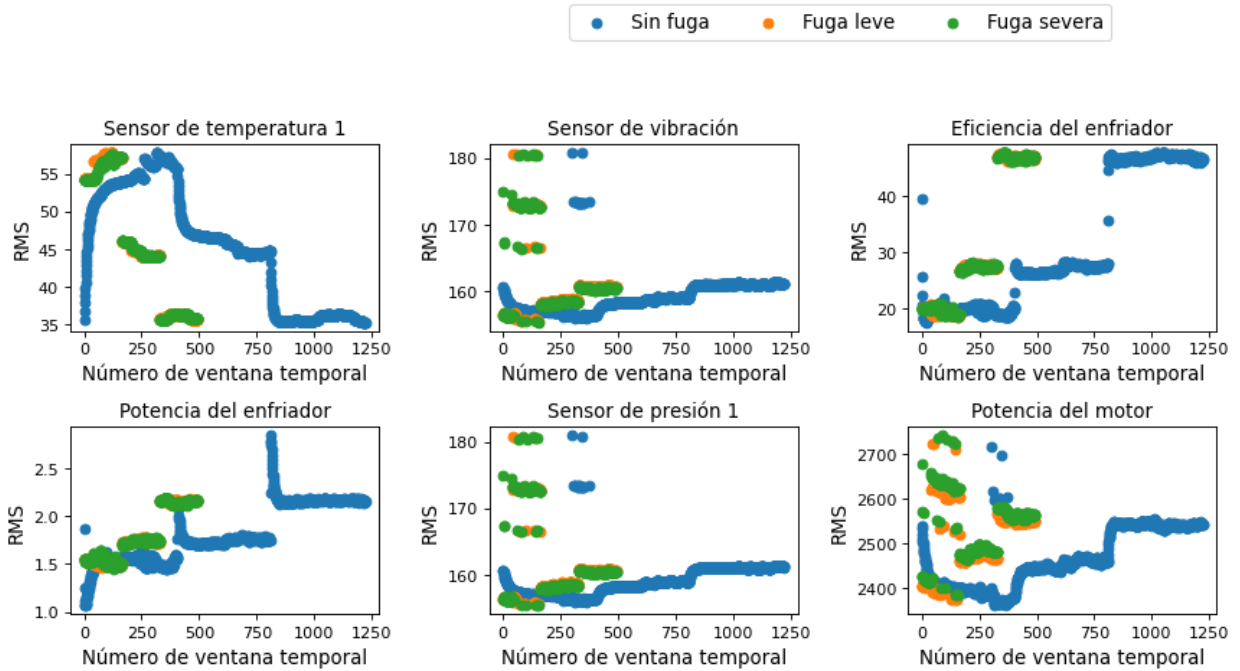 Sin fuga Fuga leve Fuga severa
Sensor de temperatura 1
55
50
45
40
35
RMS
0 250 500 750 1000 1250
Número de ventana temporal
Sensor de vibración
180
170
160
RMS
0 250 500 750 1000 1250
Número de ventana temporal
Eficiencia del enfriador
40
30
20
RMS
0 250 500 750 1000 1250
Número de ventana temporal
Potencia del enfriador
2.5
2.0
1.5
1.0
RMS
0 250 500 750 1000 1250
Número de ventana temporal
Sensor de presión 1
180
170
160
RMS
0 250 500 750 1000 1250
Número de ventana temporal
Potencia del motor
2700
2600
2500
2400
RMS
0 250 500 750 1000 1250
Número de ventana temporal